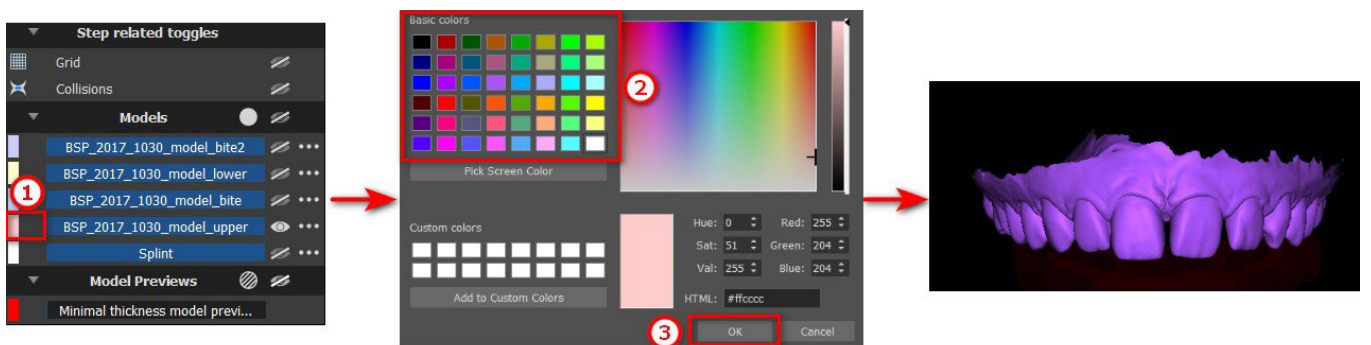 Step related toggles
Grid
Collisions
Models
BSP_2017_1030_model_bite2
BSP_2017_1030_model_lower
1
BSP_2017_1030_model_bite
BSP_2017_1030_model_upper
Splint
Model Previews
Minimal thickness model previ...
Basic colors
2
Pick Screen Color
Custom colors
Add to Custom Colors
Hue: 0 Red: 255
Sat: 51 Green: 204
Val: 255 Blue: 204
HTML: #ffcccc
3
OK Cancel